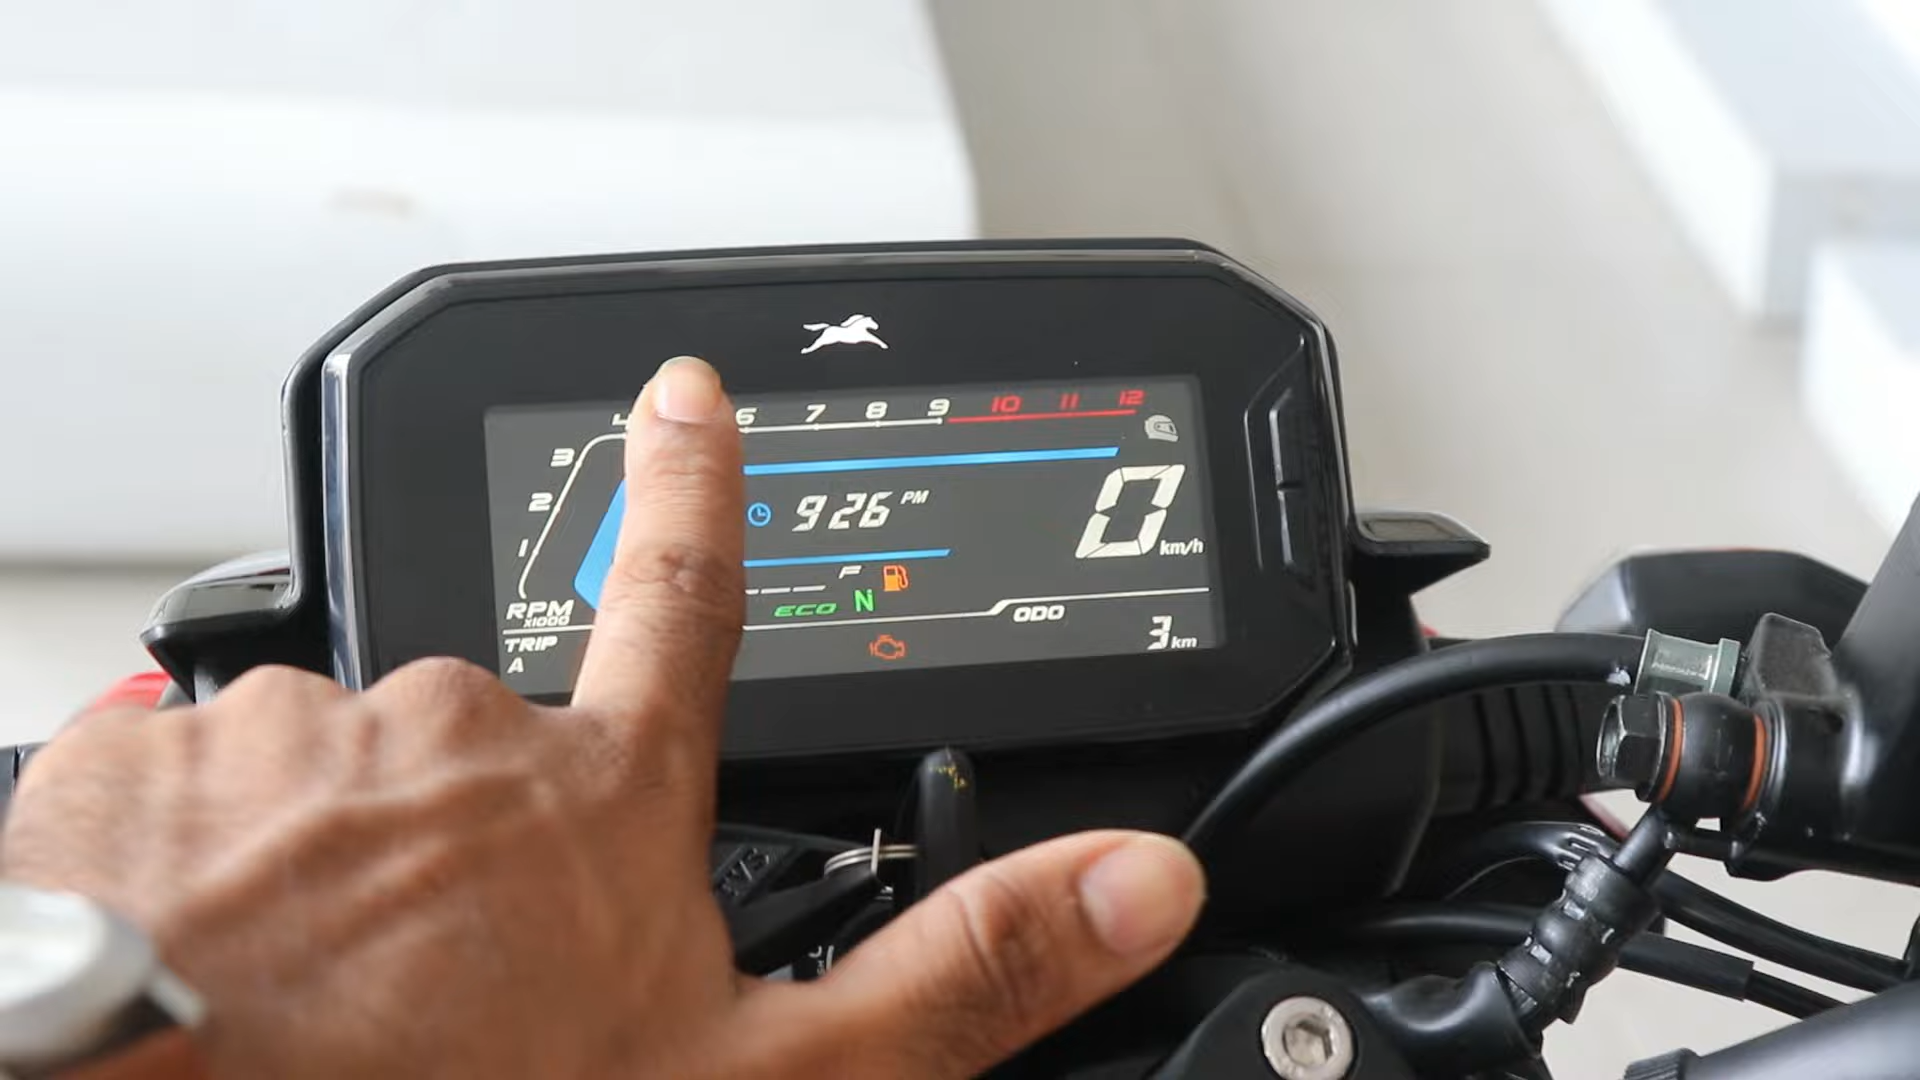 6 7 8 9 10 11 12
3
2
1
9 26 PM
0 km/h
F
ECO N
RPM
x1000
ODO
TRIP
A
3 km